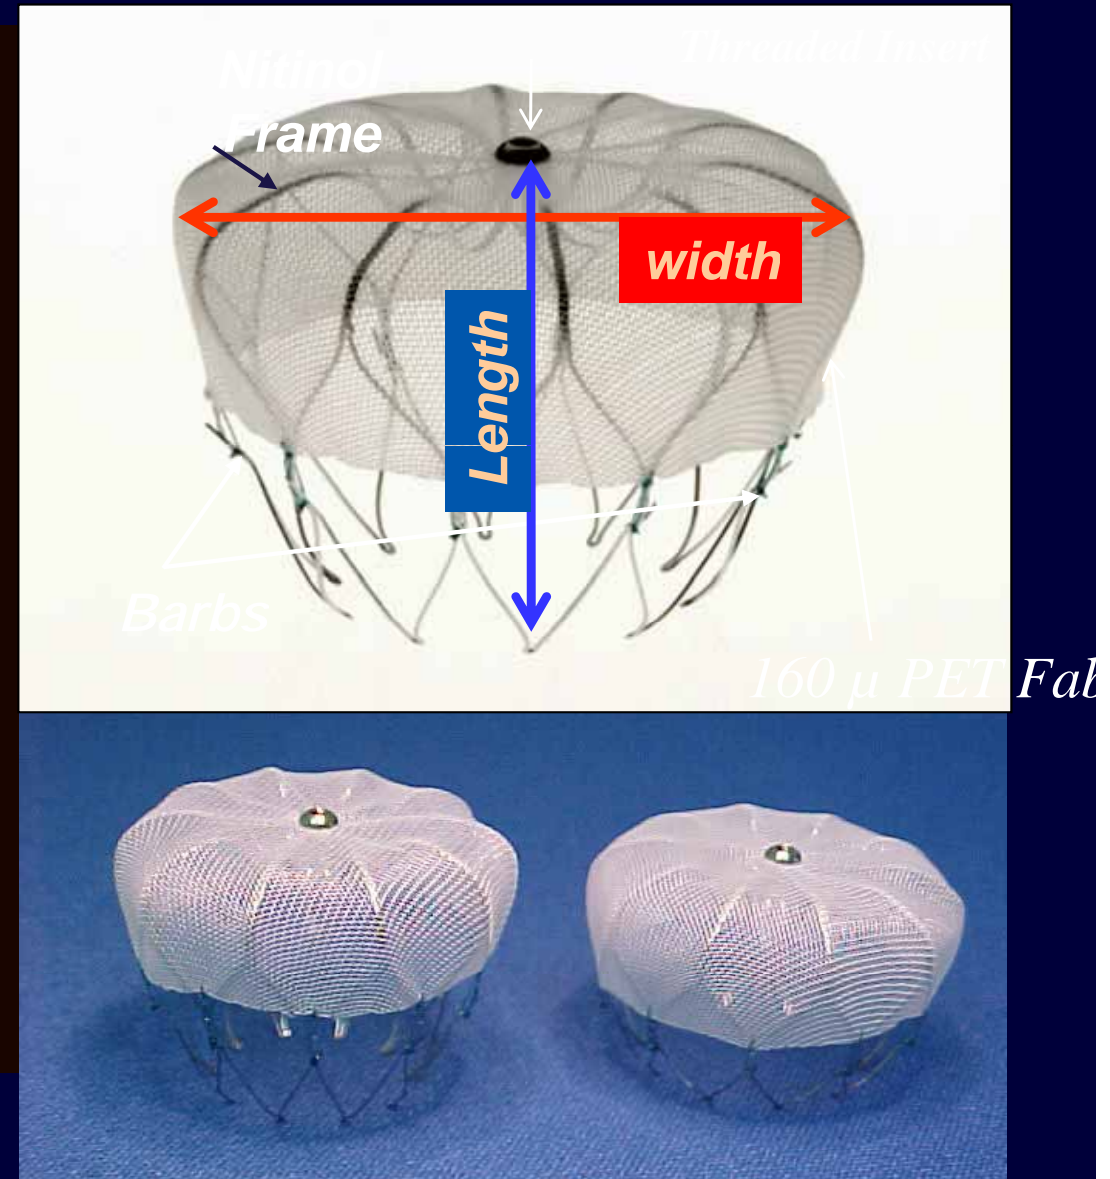 Threaded Insert
Nitinol
Frame
width
Length
Barbs
160 µ PET Fab